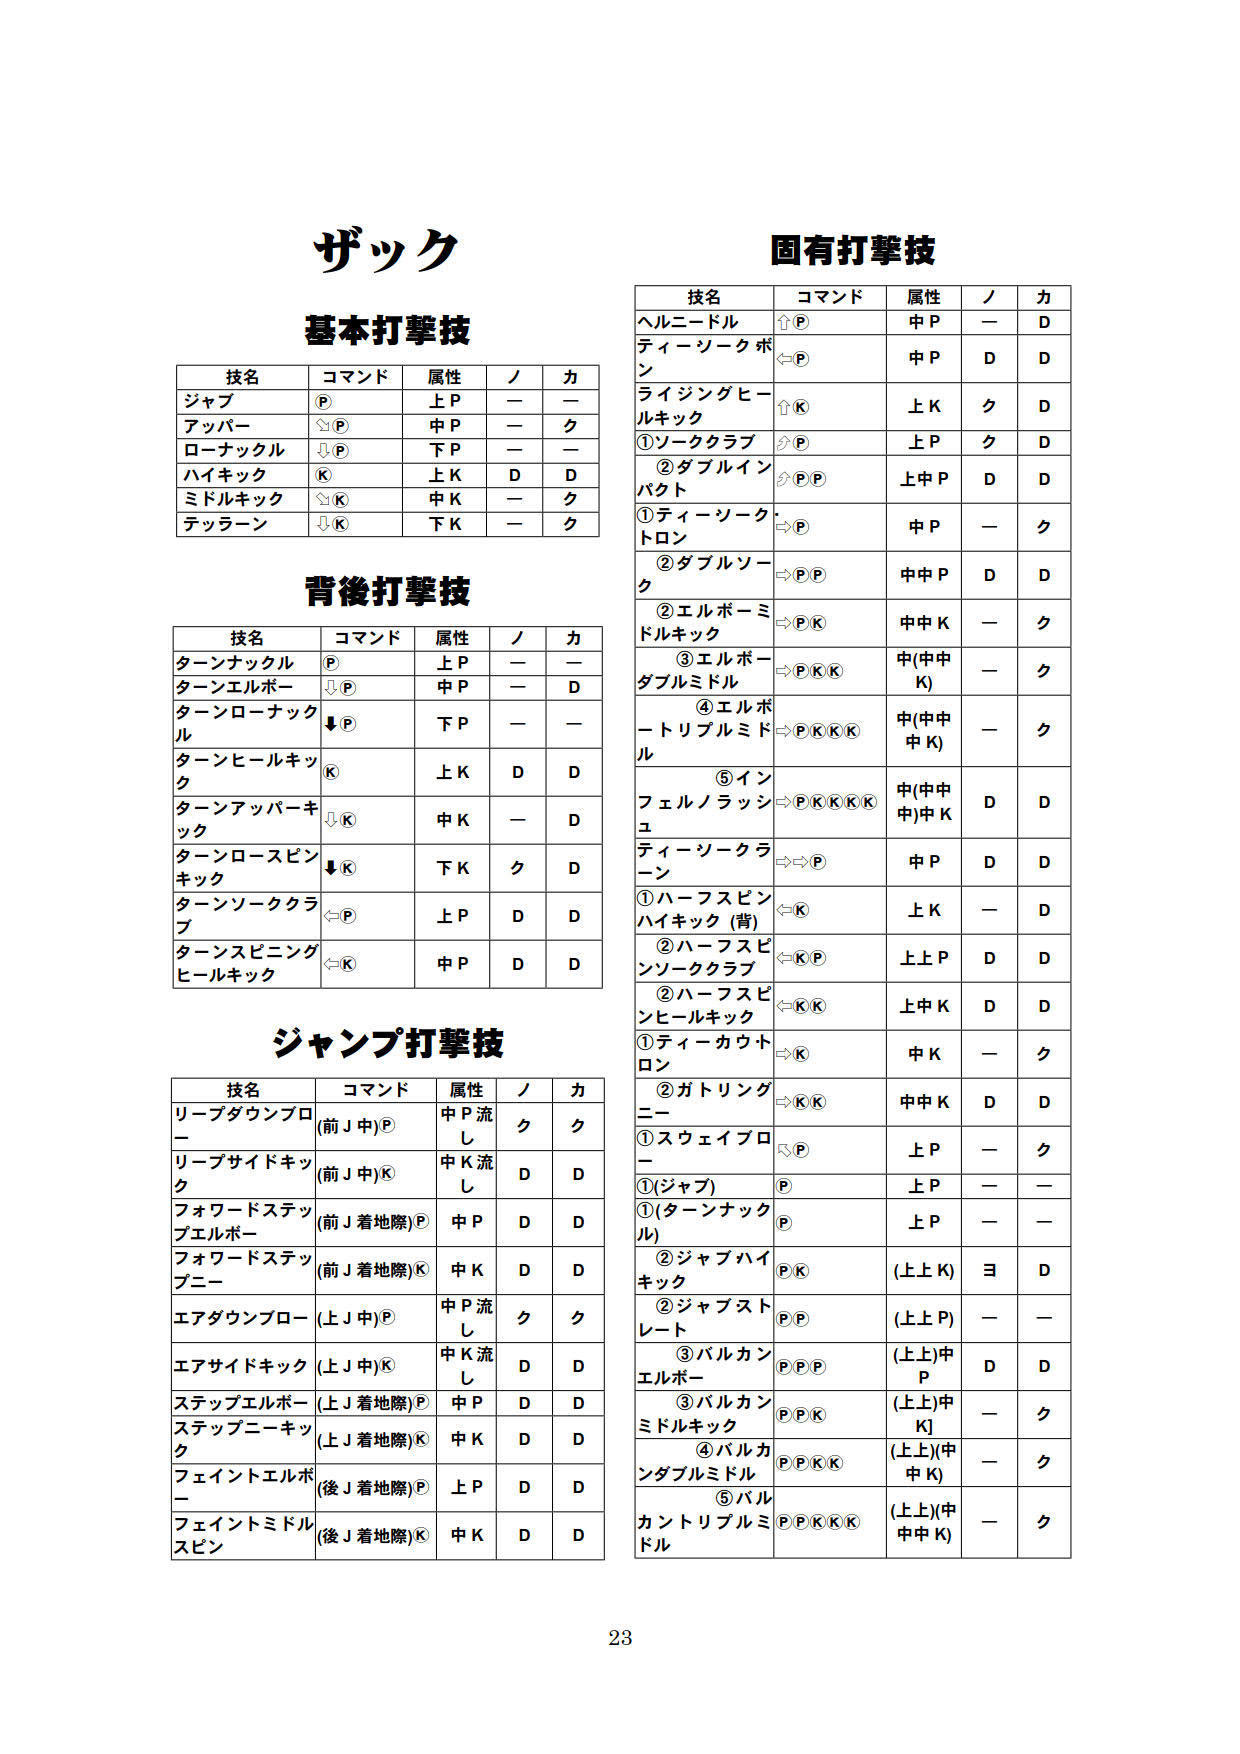 ザック
基本打撃技
技名 コマンド 属性 ノ カ
ジャブ Ⓟ 上P ― ―
アッパー ⇘Ⓟ 中P ― ク
ローナックル ⇩Ⓟ 下P ― ―
ハイキック Ⓚ 上K D D
ミドルキック ⇘Ⓚ 中K ― ク
テッラーン ⇩Ⓚ 下K ― ク
背後打撃技
技名 コマンド 属性 ノ カ
ターンナックル Ⓟ 上P ― ―
ターンエルボー ⇩Ⓟ 中P ― D
ターンローナック
ル ⬇Ⓟ 下P ― ―
ターンヒールキッ
ク Ⓚ 上K D D
ターンアッパーキ
ック ⇩Ⓚ 中K ― D
ターンロースピン
キック ⬇Ⓚ 下K ク D
ターンソーククラ
ブ ⇦Ⓟ 上P D D
ターンスピニング
ヒールキック ⇦Ⓚ 中P D D
ジャンプ打撃技
技名 コマンド 属性 ノ カ
リープダウンブロ
ー (前J中)Ⓟ 中P流
し ク ク
リープサイドキッ
ク (前J中)Ⓚ 中K流
し D D
フォワードステッ
プエルボー (前J着地際)Ⓟ 中P D D
フォワードステッ
プニー (前J着地際)Ⓚ 中K D D
エアダウンブロー (上J中)Ⓟ 中P流
し ク ク
エアサイドキック (上J中)Ⓚ 中K流
し D D
ステップエルボー (上J着地際)Ⓟ 中P D D
ステップニーキッ
ク (上J着地際)Ⓚ 中K D D
フェイントエルボ
ー (後J着地際)Ⓟ 上P D D
フェイントミドル
スピン (後J着地際)Ⓚ 中K D D
固有打撃技
技名 コマンド 属性 ノ カ
ヘルニードル ⇧Ⓟ 中P ― D
ティーソークボ
ン ⇦Ⓟ 中P D D
ライジングヒー
ルキック ⇧Ⓚ 上K ク D
①ソーククラブ ⇗Ⓟ 上P ク D
②ダブルイン
パクト ⇗ⓅⓅ 上中P D D
①ティーソーク・
トロン ⇨Ⓟ 中P ― ク
②ダブルソー
ク ⇨ⓅⓅ 中中P D D
②エルボーミ
ドルキック ⇨ⓅⓀ 中中K ― ク
③エルボー
ダブルミドル ⇨ⓅⓀⓀ 中(中中
K) ― ク
④エルボ
ートリプルミド
ル ⇨ⓅⓀⓀⓀ 中(中中
中K) ― ク
⑤イン
フェルノラッシ
ュ ⇨ⓅⓀⓀⓀⓀ 中(中中
中)中K D D
ティーソークラ
ーン ⇨⇨Ⓟ 中P D D
①ハーフスピン
ハイキック (背) ⇦Ⓚ 上K ― D
②ハーフスピ
ンソーククラブ ⇦ⓀⓅ 上上P D D
②ハーフスピ
ンヒールキック ⇦ⓀⓀ 上中K D D
①ティーカウト
ロン ⇨Ⓚ 中K ― ク
②ガトリング
ニー ⇨ⓀⓀ 中中K D D
①スウェイブロ
ー ⇖Ⓟ 上P ― ク
①(ジャブ) Ⓟ 上P ― ―
①(ターンナック
ル) Ⓟ 上P ― ―
②ジャブハイ
キック ⓅⓀ (上上K) ヨ D
②ジャブスト
レート ⓅⓅ (上上P) ― ―
③バルカン
エルボー ⓅⓅⓅ (上上)中
P D D
③バルカン
ミドルキック ⓅⓅⓀ (上上)中
K] ― ク
④バルカ
ンダブルミドル ⓅⓅⓀⓀ (上上)(中
中K) ― ク
⑤バル
カントリプルミ
ドル ⓅⓅⓀⓀⓀ (上上)(中
中中K) ― ク
23